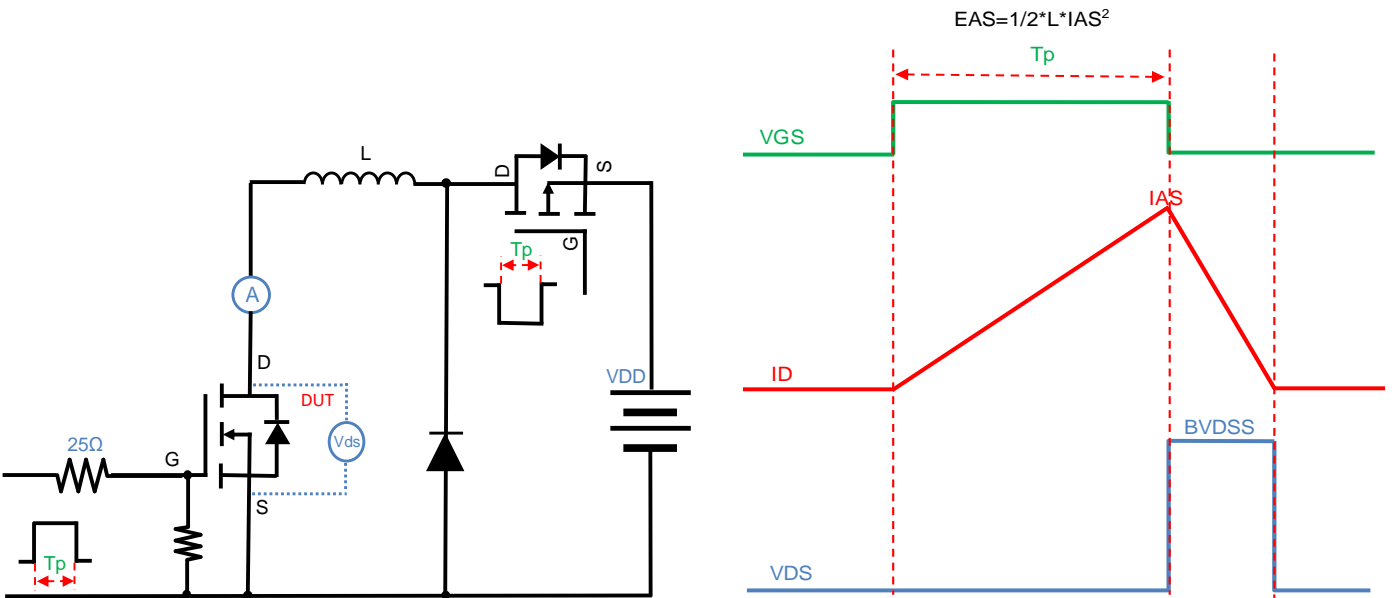 EAS=1/2*L*IAS²
Tp
VGS
IAS
ID
BVDSS
VDS
L
D
S
G
Tp
A
D
DUT
VDD
Vds
25Ω
G
S
Tp